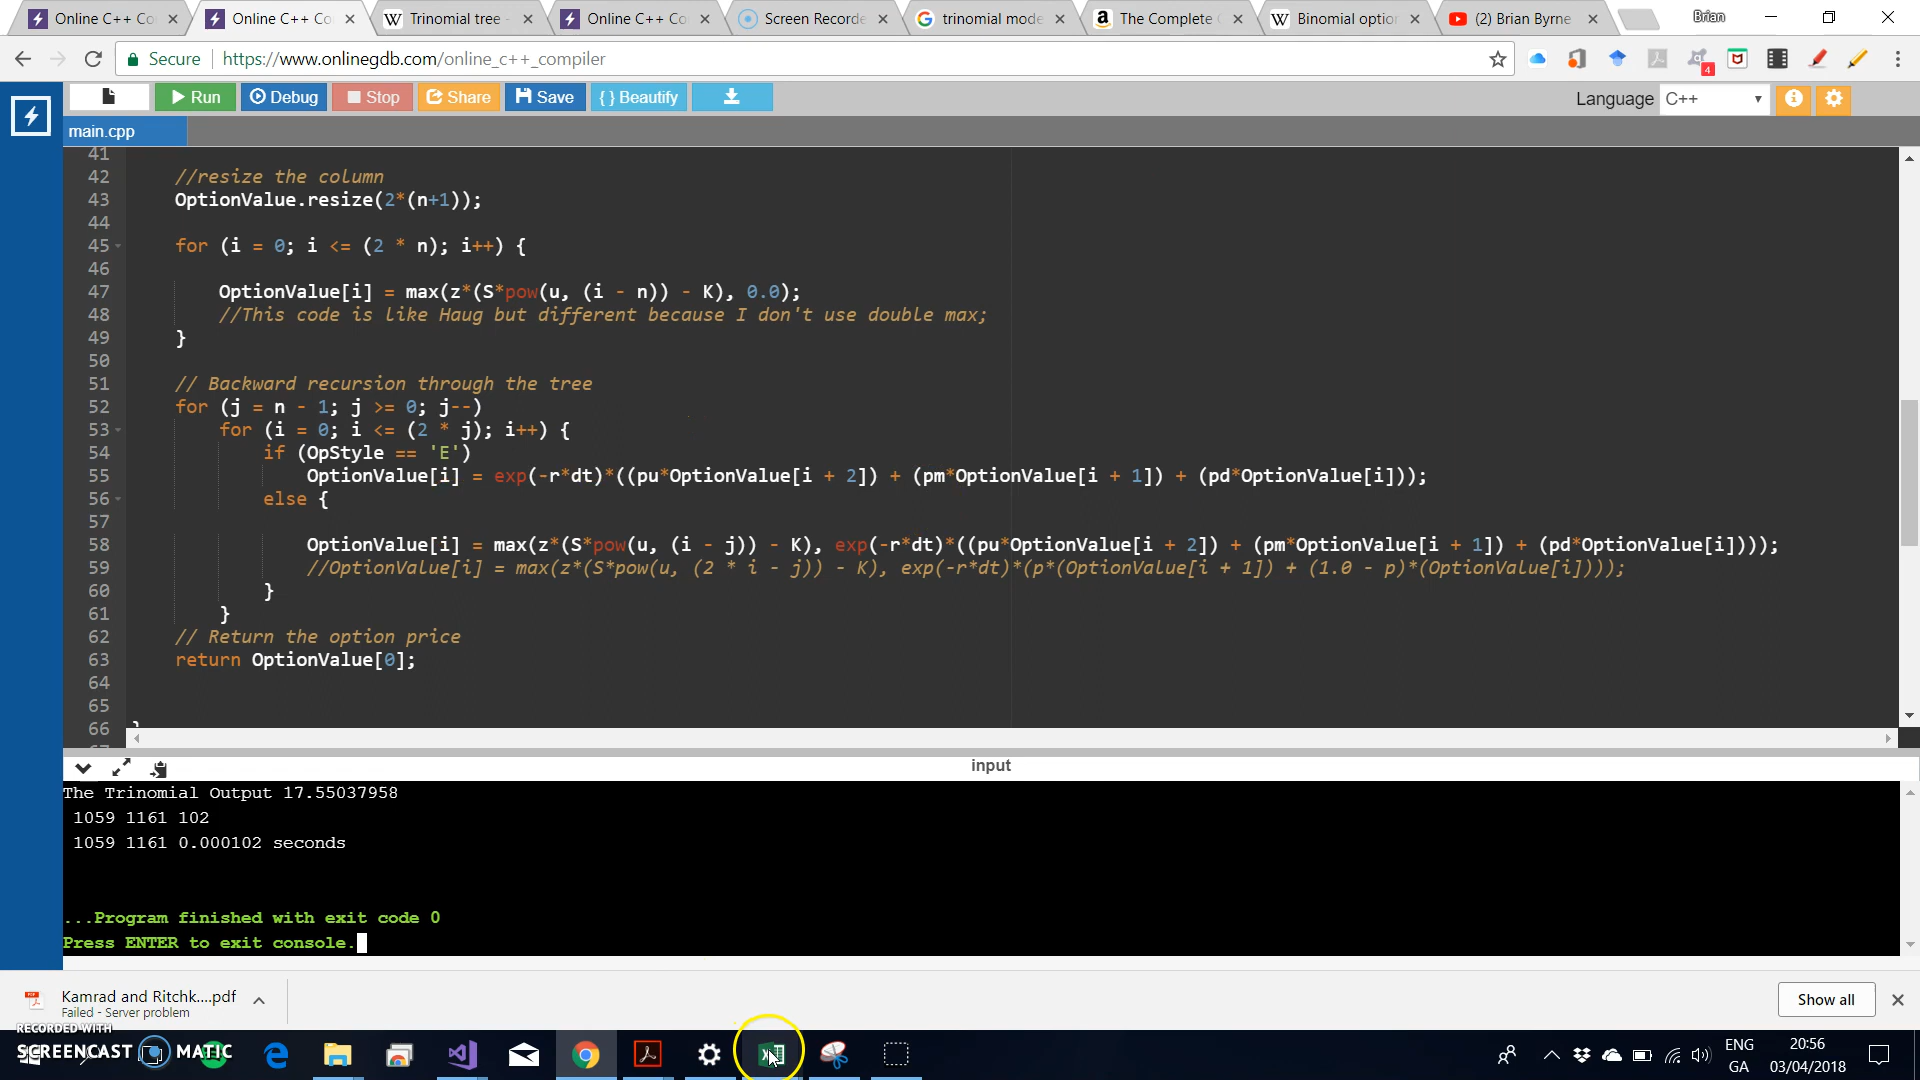 Online C++ Co
Online C++ Co
Trinomial tree -
Online C++ Co
Screen Recorde
trinomial mode
The Complete
Binomial optio
(2) Brian Byrne
Brian
Secure
https://www.onlinegdb.com/online_c++_compiler
4
Run
Debug
Stop
Share
Save
{ } Beautify
Language
C++
main.cpp
41
42 //resize the column
43 OptionValue.resize(2*(n+1));
44
45 for (i = 0; i <= (2 * n); i++) {
46
47 OptionValue[i] = max(z*(S*pow(u, (i - n)) - K), 0.0);
48 //This code is like Haug but different because I don't use double max;
49 }
50
51 // Backward recursion through the tree
52 for (j = n - 1; j >= 0; j--)
53 for (i = 0; i <= (2 * j); i++) {
54 if (OpStyle == 'E')
55 OptionValue[i] = exp(-r*dt)*((pu*OptionValue[i + 2]) + (pm*OptionValue[i + 1]) + (pd*OptionValue[i]));
56 else {
57
58 OptionValue[i] = max(z*(S*pow(u, (i - j)) - K), exp(-r*dt)*((pu*OptionValue[i + 2]) + (pm*OptionValue[i + 1]) + (pd*OptionValue[i])));
59 //OptionValue[i] = max(z*(S*pow(u, (2 * i - j)) - K), exp(-r*dt)*(p*(OptionValue[i + 1]) + (1.0 - p)*(OptionValue[i])));
60 }
61 }
62 // Return the option price
63 return OptionValue[0];
64
65
66 }
input
The Trinomial Output 17.55037958
1059 1161 102
1059 1161 0.000102 seconds
...Program finished with exit code 0
Press ENTER to exit console.
Kamrad and Ritchk....pdf
Failed - Server problem
Show all
RECORDED WITH
SCREENCAST MATIC
ENG
GA
20:56
03/04/2018